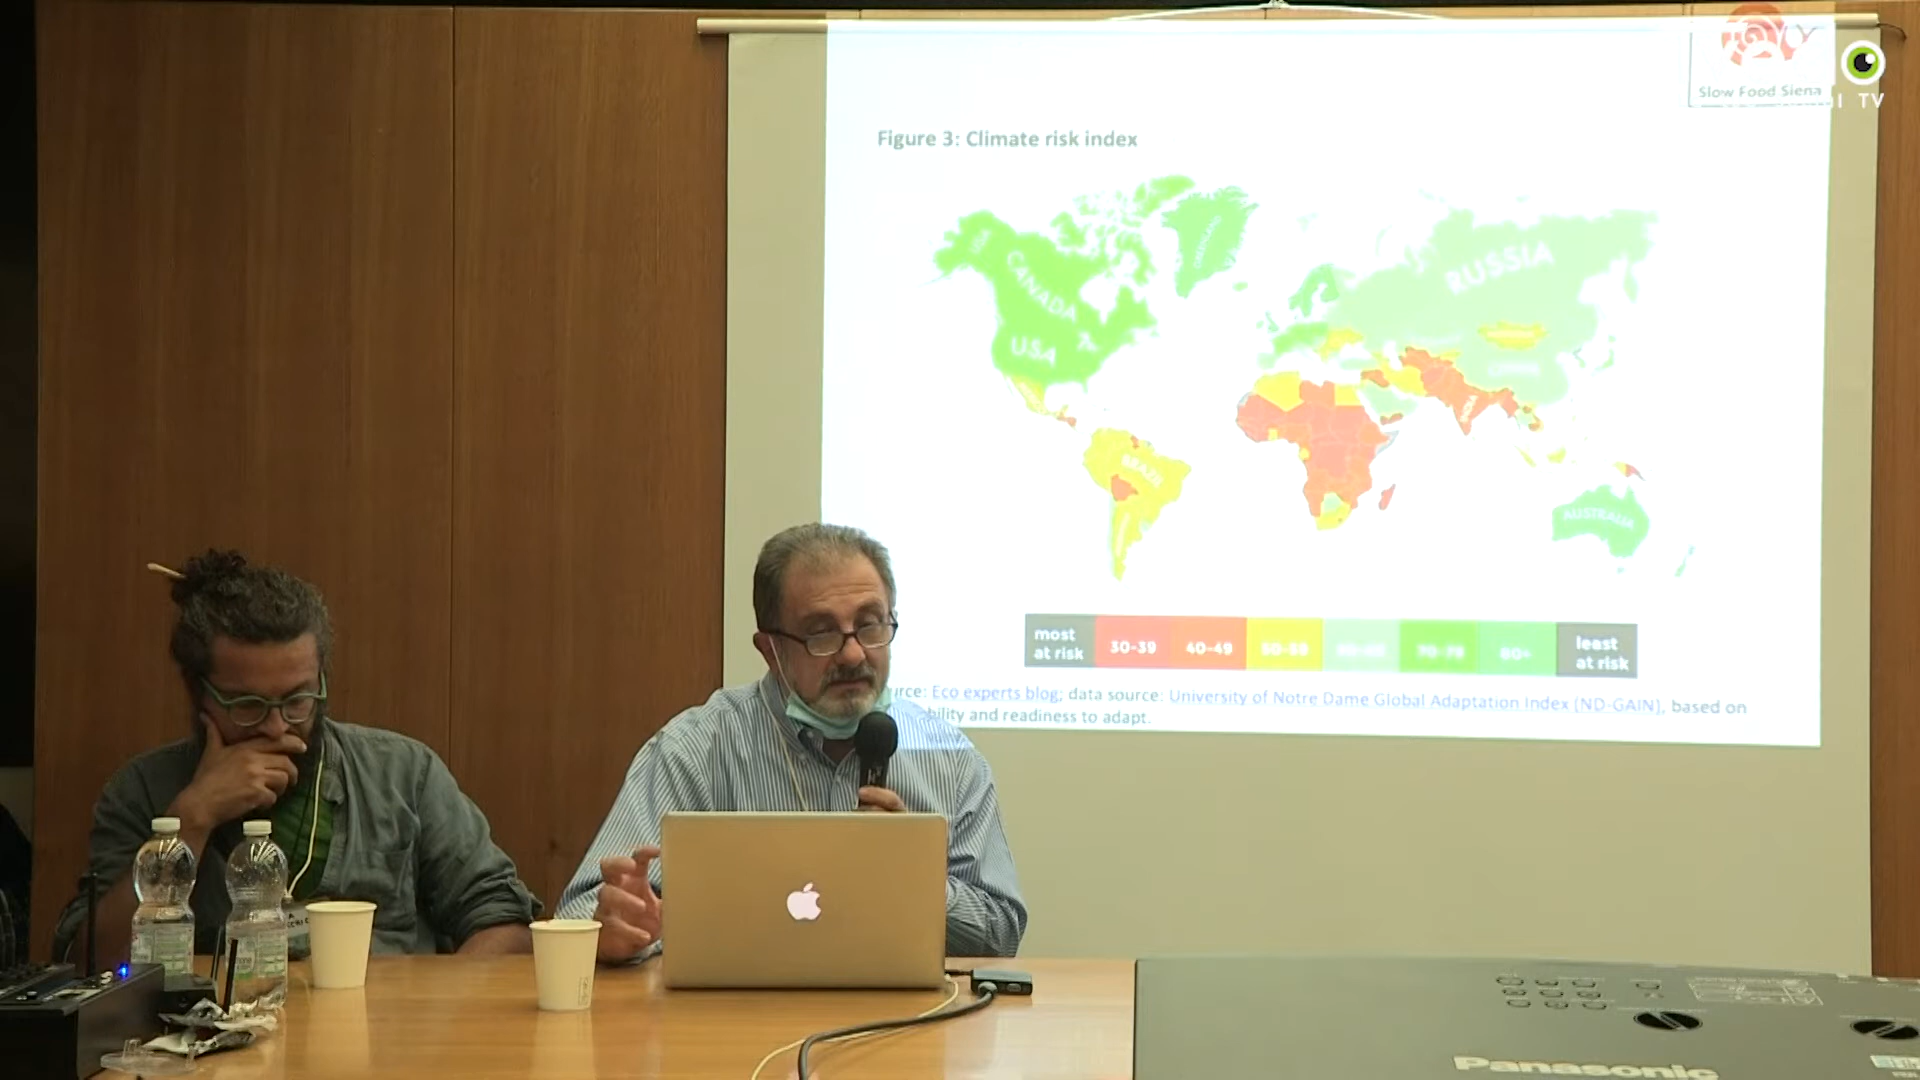 Slow Food Siena
TV
Figure 3: Climate risk index
CANADA
USA
RUSSIA
BRAZIL
INDIA
AUSTRALIA
most
at risk
30-39
40-49
least
at risk
Eco experts blog; data source: University of Notre Dame Global Adaptation Index (ND-GAIN), based on
and readiness to adapt.
Panasonic